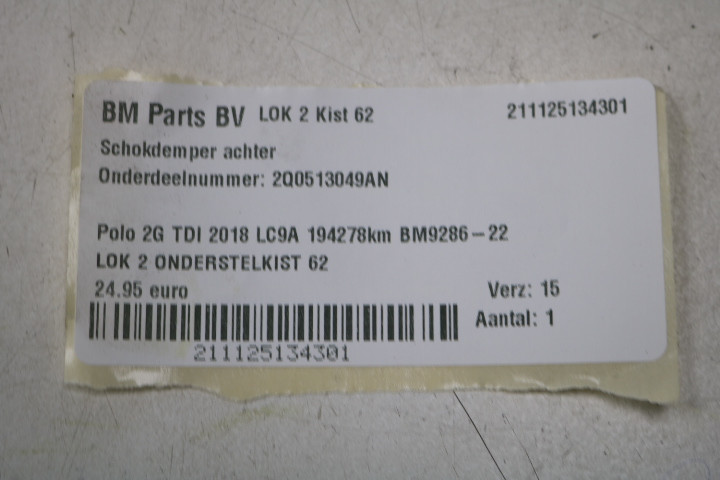 BM Parts BV LOK 2 Kist 62 211125134301
Schokdemper achter
Onderdeelnummer: 2Q0513049AN
Polo 2G TDI 2018 LC9A 194278km BM9286-22
LOK 2 ONDERSTELKIST 62
24.95 euro Verz: 15
Aantal: 1
211125134301